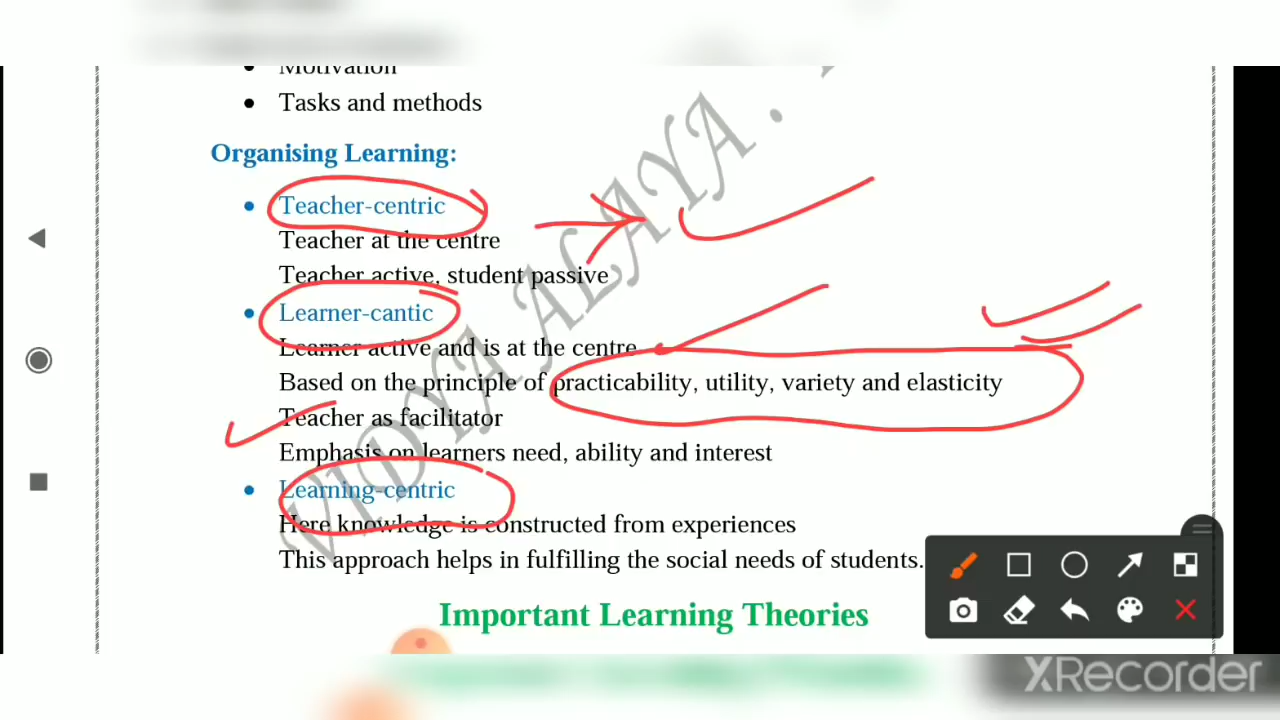 Motivation
Tasks and methods
Organising Learning:
Teacher-centric
Teacher at the centre
Teacher active, student passive
Learner-cantic
Learner active and is at the centre
Based on the principle of practicability, utility, variety and elasticity
Teacher as facilitator
Emphasis on learners need, ability and interest
Learning-centric
Here knowledge is constructed from experiences
This approach helps in fulfilling the social needs of students.
Important Learning Theories
VIDYA ALAYA.
XRecorder